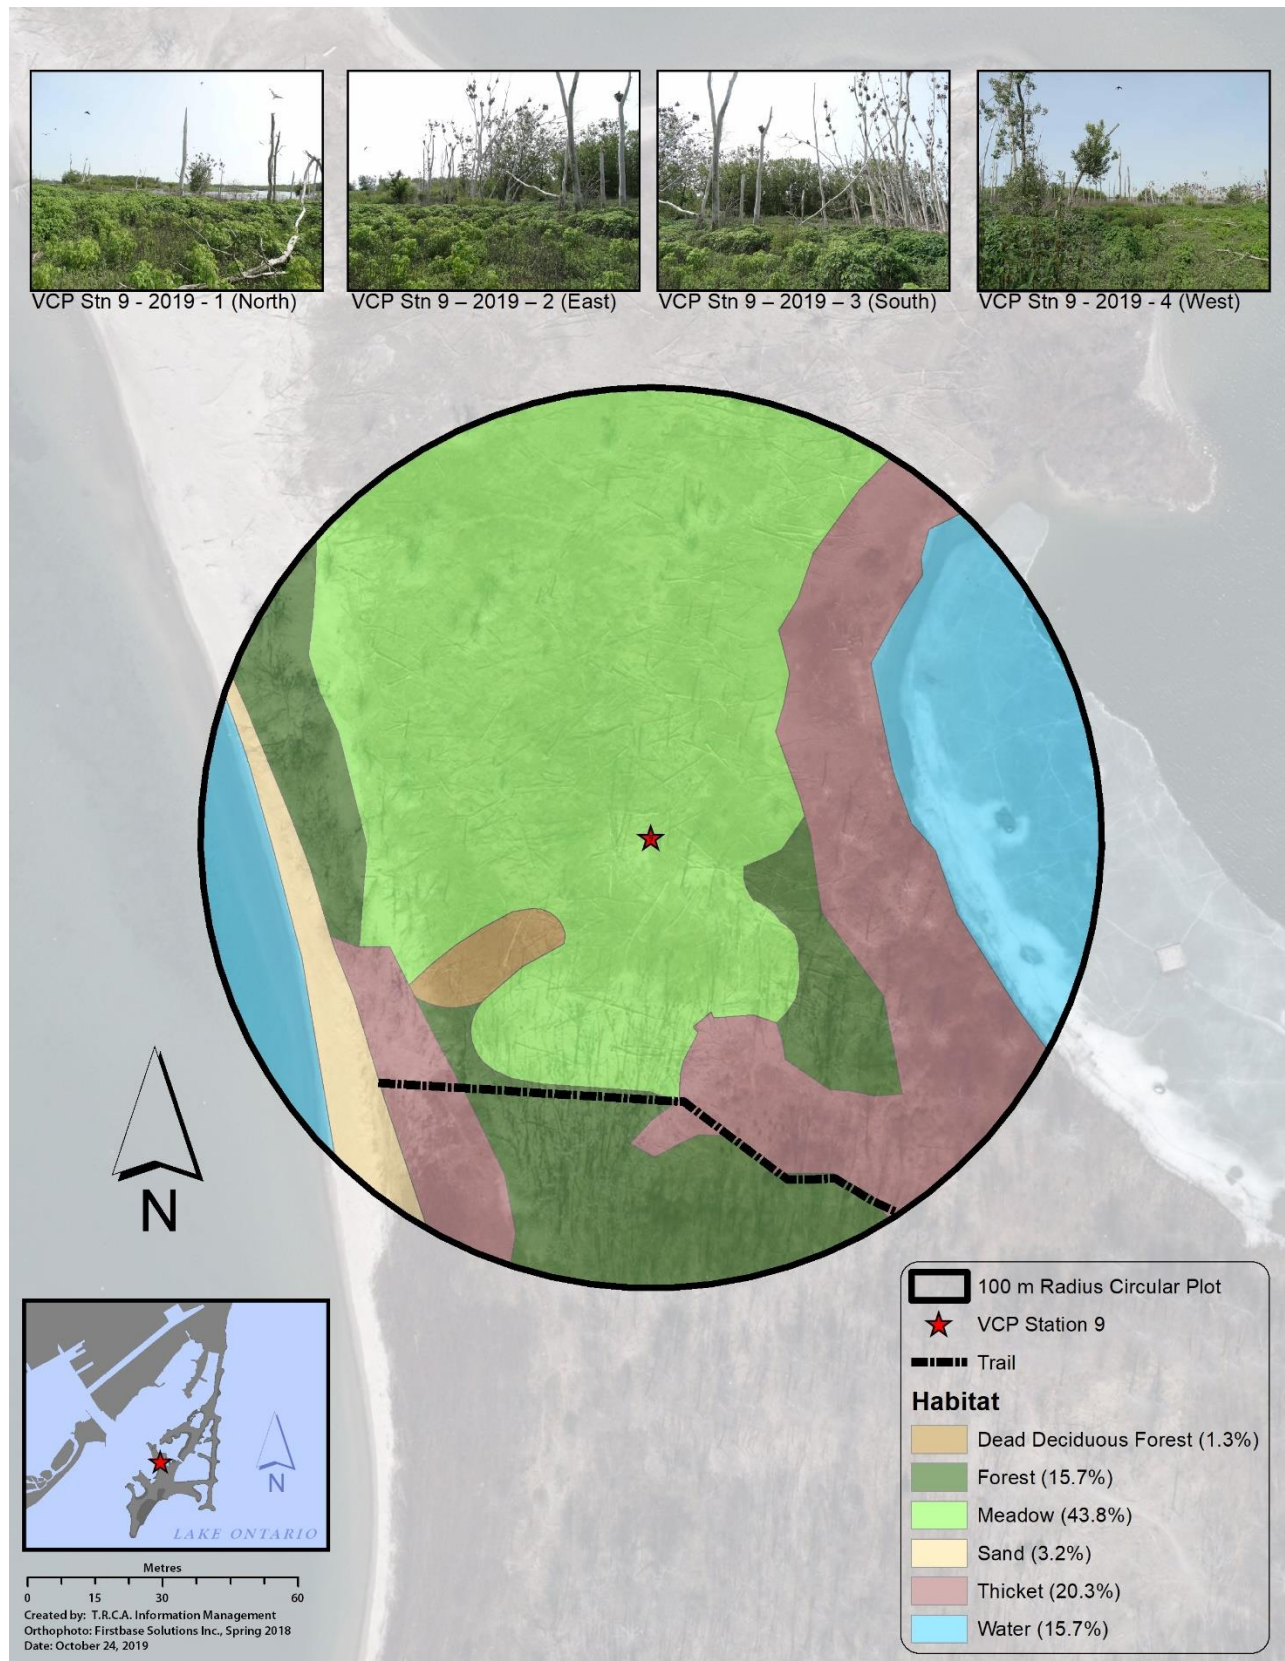 VCP Stn 9 - 2019 - 1 (North)
VCP Stn 9 – 2019 – 2 (East)
VCP Stn 9 – 2019 – 3 (South)
VCP Stn 9 - 2019 - 4 (West)
N
100 m Radius Circular Plot
VCP Station 9
Trail
Habitat
Dead Deciduous Forest (1.3%)
Forest (15.7%)
Meadow (43.8%)
Sand (3.2%)
Thicket (20.3%)
Water (15.7%)
N
LAKE ONTARIO
Metres
0 15 30 60
Created by: T.R.C.A. Information Management
Orthophoto: Firstbase Solutions Inc., Spring 2018
Date: October 24, 2019